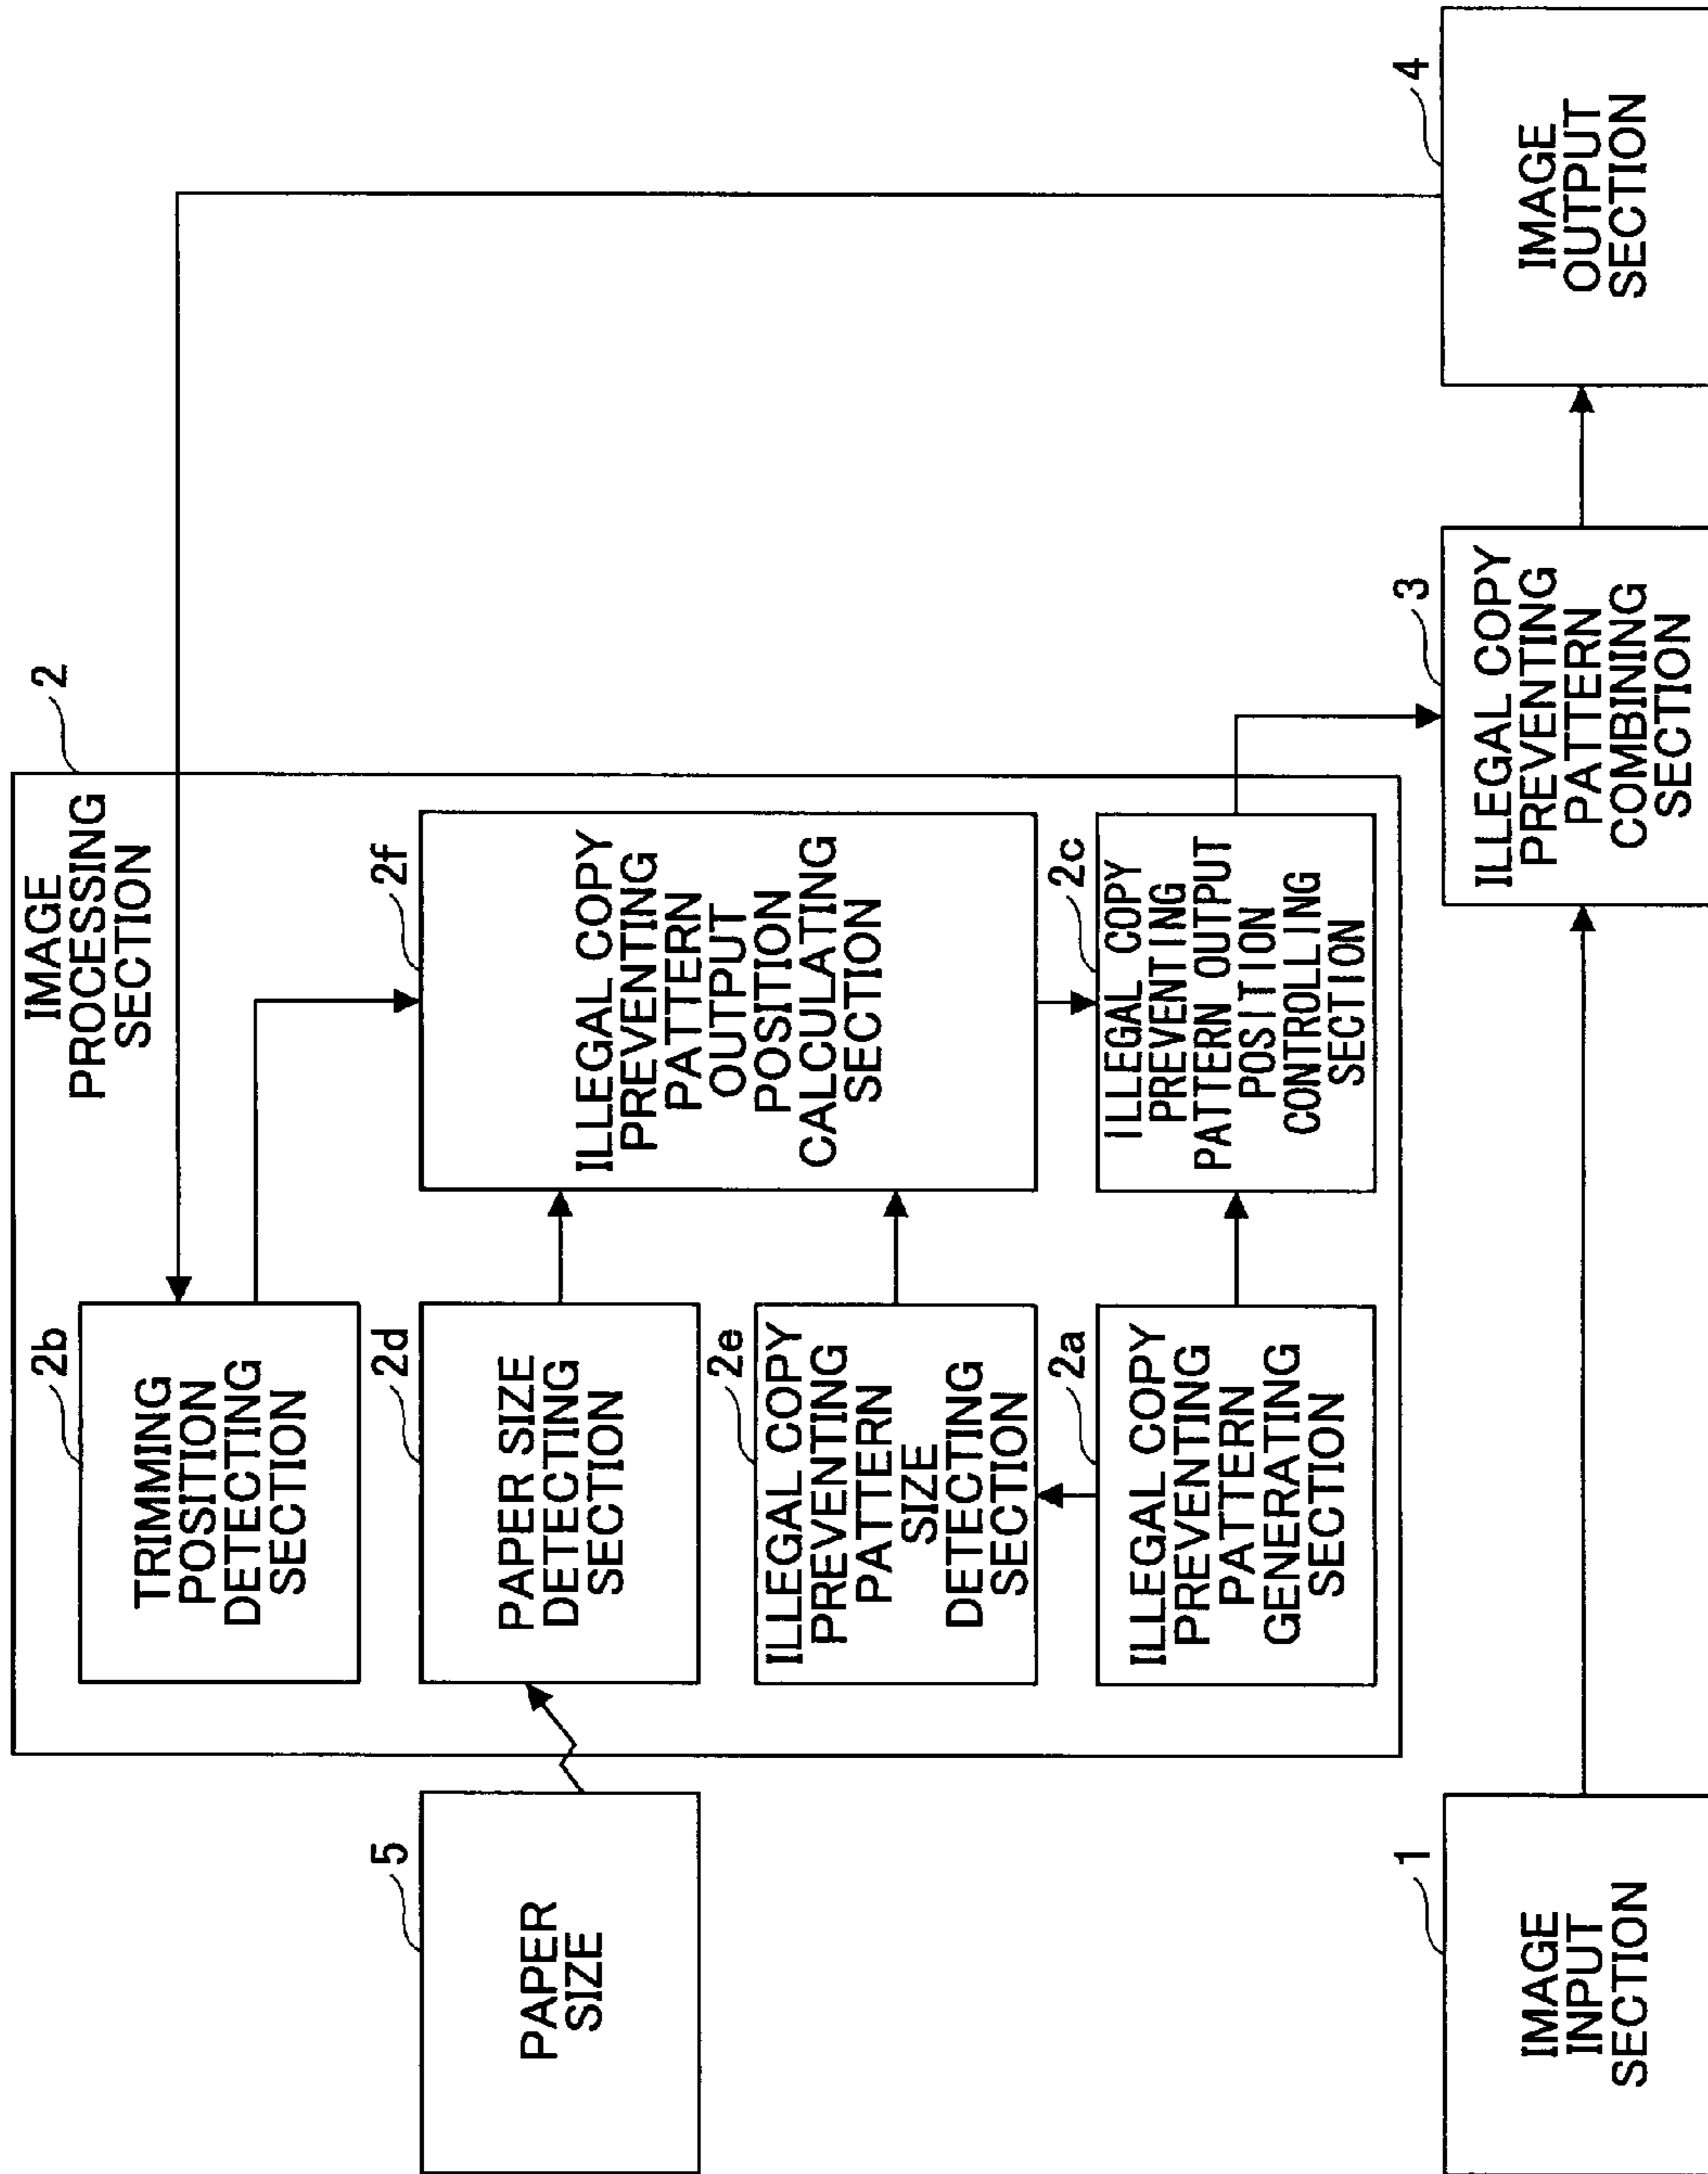 IMAGE
PROCESSING
SECTION
2
2b
TRIMMING
POSITION
DETECTING
SECTION
5
PAPER
SIZE
2d
PAPER SIZE
DETECTING
SECTION
2f
ILLEGAL COPY
PREVENTING
PATTERN
OUTPUT
POSITION
CALCULATING
SECTION
2e
ILLEGAL COPY
PREVENTING
PATTERN
SIZE
DETECTING
SECTION
2a
ILLEGAL COPY
PREVENTING
PATTERN
GENERATING
SECTION
2c
ILLEGAL COPY
PREVENTING
PATTERN OUTPUT
POSITION
CONTROLLING
SECTION
1
IMAGE
INPUT
SECTION
3
ILLEGAL COPY
PREVENTING
PATTERN
COMBINING
SECTION
4
IMAGE
OUTPUT
SECTION